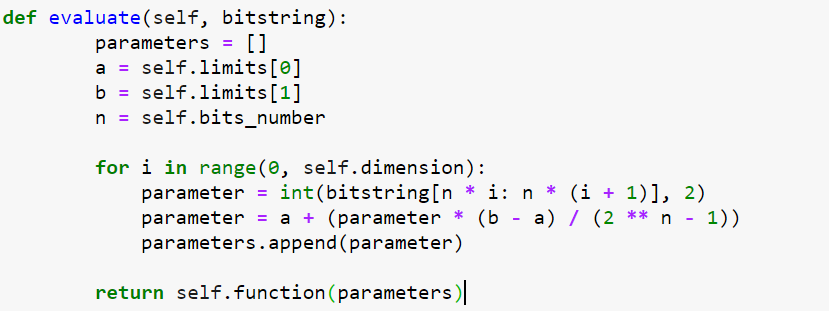 def evaluate(self, bitstring):
        parameters = []
        a = self.limits[0]
        b = self.limits[1]
        n = self.bits_number

        for i in range(0, self.dimension):
            parameter = int(bitstring[n * i: n * (i + 1)], 2)
            parameter = a + (parameter * (b - a) / (2 ** n - 1))
            parameters.append(parameter)

        return self.function(parameters)